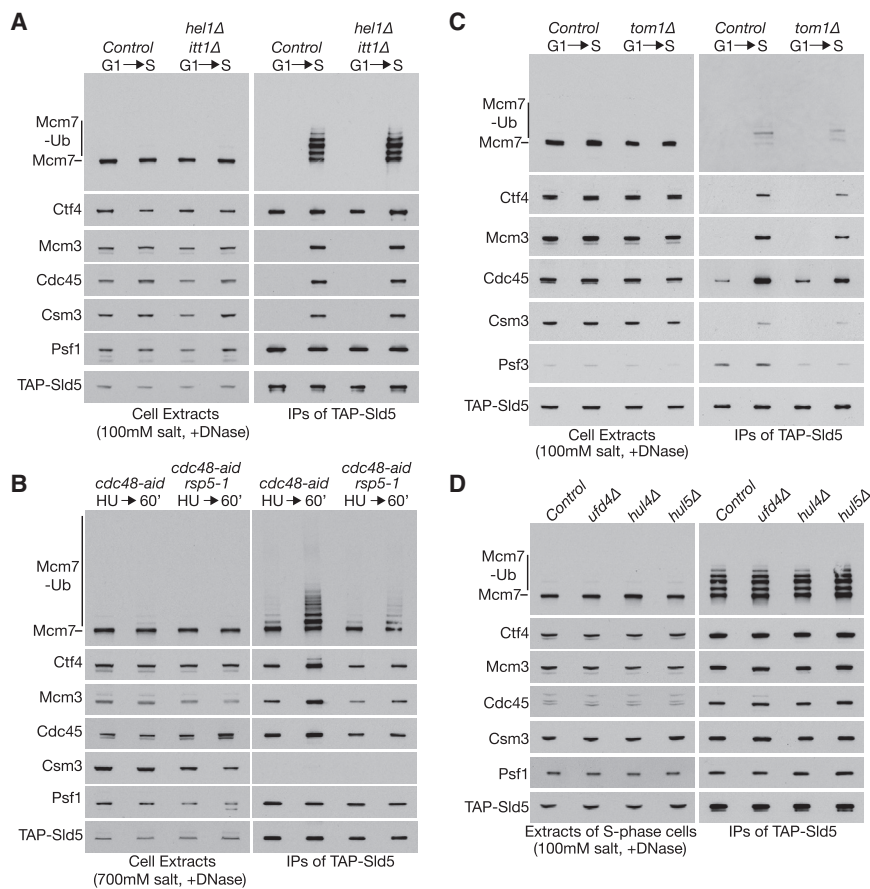 A
hel1Δ
Control itt1Δ
G1→S G1→S
hel1Δ
Control itt1Δ
G1→S G1→S
Mcm7
-Ub
Mcm7
Ctf4
Mcm3
Cdc45
Csm3
Psf1
TAP-Sld5
Cell Extracts
(100mM salt, +DNase)
IPs of TAP-Sld5
B
cdc48-aid
cdc48-aid rsp5-1
HU→60' HU→60'
cdc48-aid
cdc48-aid rsp5-1
HU→60' HU→60'
Mcm7
-Ub
Mcm7
Ctf4
Mcm3
Cdc45
Csm3
Psf1
TAP-Sld5
Cell Extracts
(700mM salt, +DNase)
IPs of TAP-Sld5
C
Control tom1Δ
G1→S G1→S
Control tom1Δ
G1→S G1→S
Mcm7
-Ub
Mcm7
Ctf4
Mcm3
Cdc45
Csm3
Psf3
TAP-Sld5
Cell Extracts
(100mM salt, +DNase)
IPs of TAP-Sld5
D
Control ufd4Δ hul4Δ hul5Δ
Control ufd4Δ hul4Δ hul5Δ
Mcm7
-Ub
Mcm7
Ctf4
Mcm3
Cdc45
Csm3
Psf1
TAP-Sld5
Extracts of S-phase cells
(100mM salt, +DNase)
IPs of TAP-Sld5